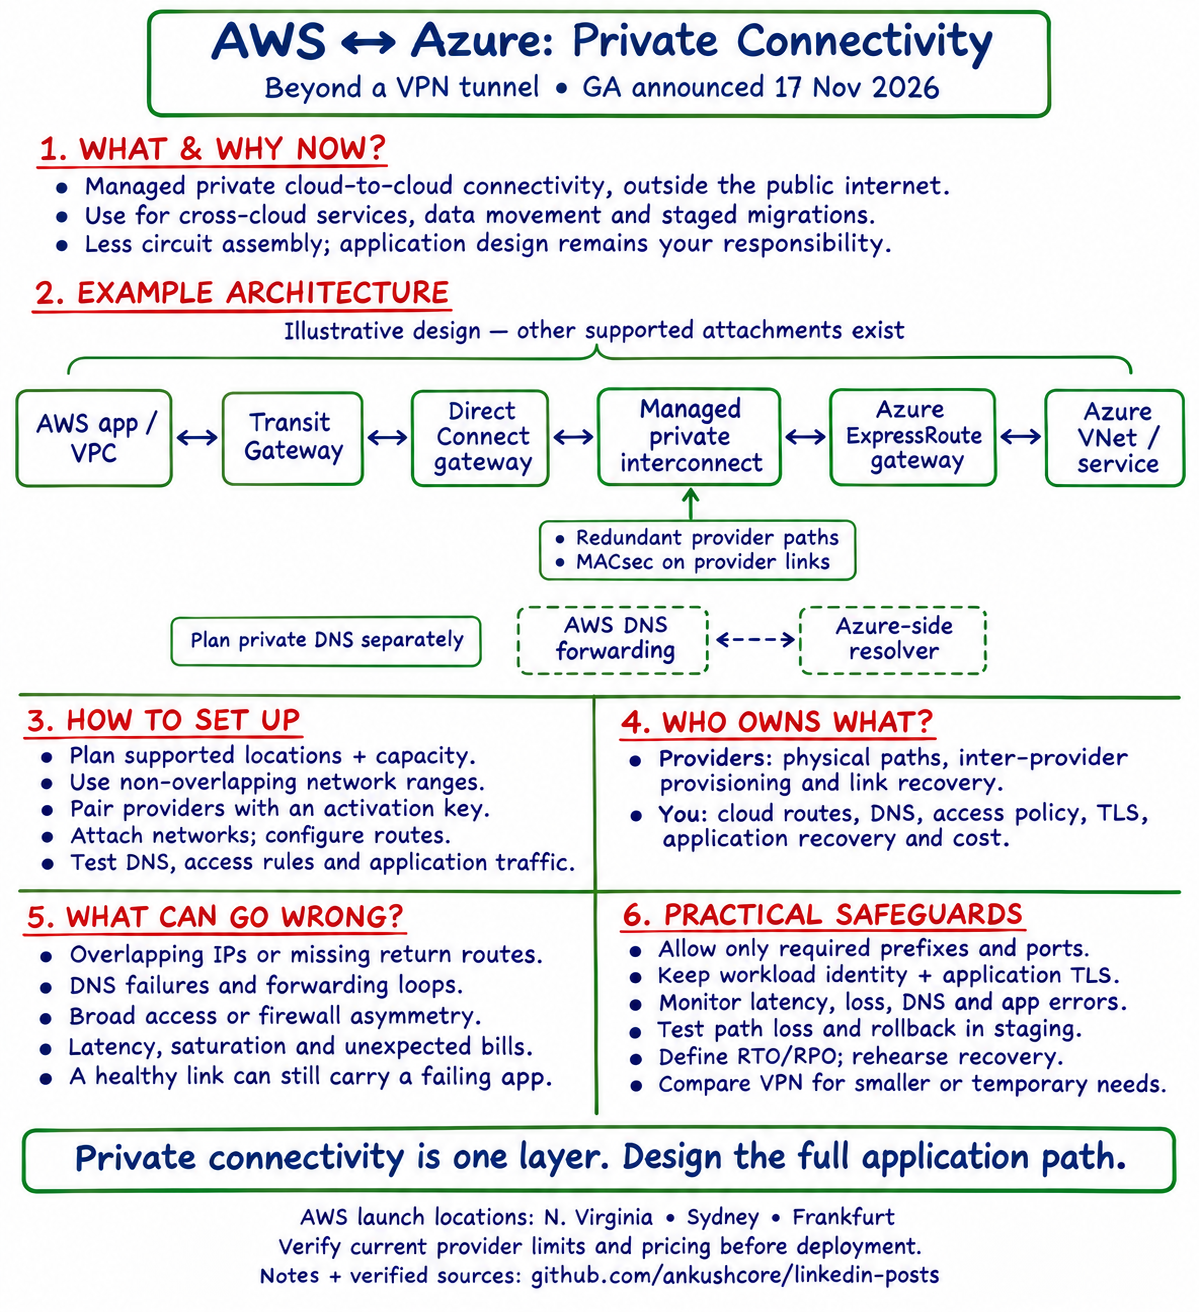 AWS ↔ Azure: Private Connectivity
Beyond a VPN tunnel • GA announced 17 Nov 2026
1. WHAT & WHY NOW?
• Managed private cloud-to-cloud connectivity, outside the public internet.
• Use for cross-cloud services, data movement and staged migrations.
• Less circuit assembly; application design remains your responsibility.
2. EXAMPLE ARCHITECTURE
Illustrative design — other supported attachments exist
AWS app /
VPC
Transit
Gateway
Direct
Connect
gateway
Managed
private
interconnect
Azure
ExpressRoute
gateway
Azure
VNet /
service
• Redundant provider paths
• MACsec on provider links
Plan private DNS separately
AWS DNS
forwarding
Azure-side
resolver
3. HOW TO SET UP
• Plan supported locations + capacity.
• Use non-overlapping network ranges.
• Pair providers with an activation key.
• Attach networks; configure routes.
• Test DNS, access rules and application traffic.
4. WHO OWNS WHAT?
• Providers: physical paths, inter-provider
provisioning and link recovery.
• You: cloud routes, DNS, access policy, TLS,
application recovery and cost.
5. WHAT CAN GO WRONG?
• Overlapping IPs or missing return routes.
• DNS failures and forwarding loops.
• Broad access or firewall asymmetry.
• Latency, saturation and unexpected bills.
• A healthy link can still carry a failing app.
6. PRACTICAL SAFEGUARDS
• Allow only required prefixes and ports.
• Keep workload identity + application TLS.
• Monitor latency, loss, DNS and app errors.
• Test path loss and rollback in staging.
• Define RTO/RPO; rehearse recovery.
• Compare VPN for smaller or temporary needs.
Private connectivity is one layer. Design the full application path.
AWS launch locations: N. Virginia • Sydney • Frankfurt
Verify current provider limits and pricing before deployment.
Notes + verified sources: github.com/ankushcore/linkedin-posts